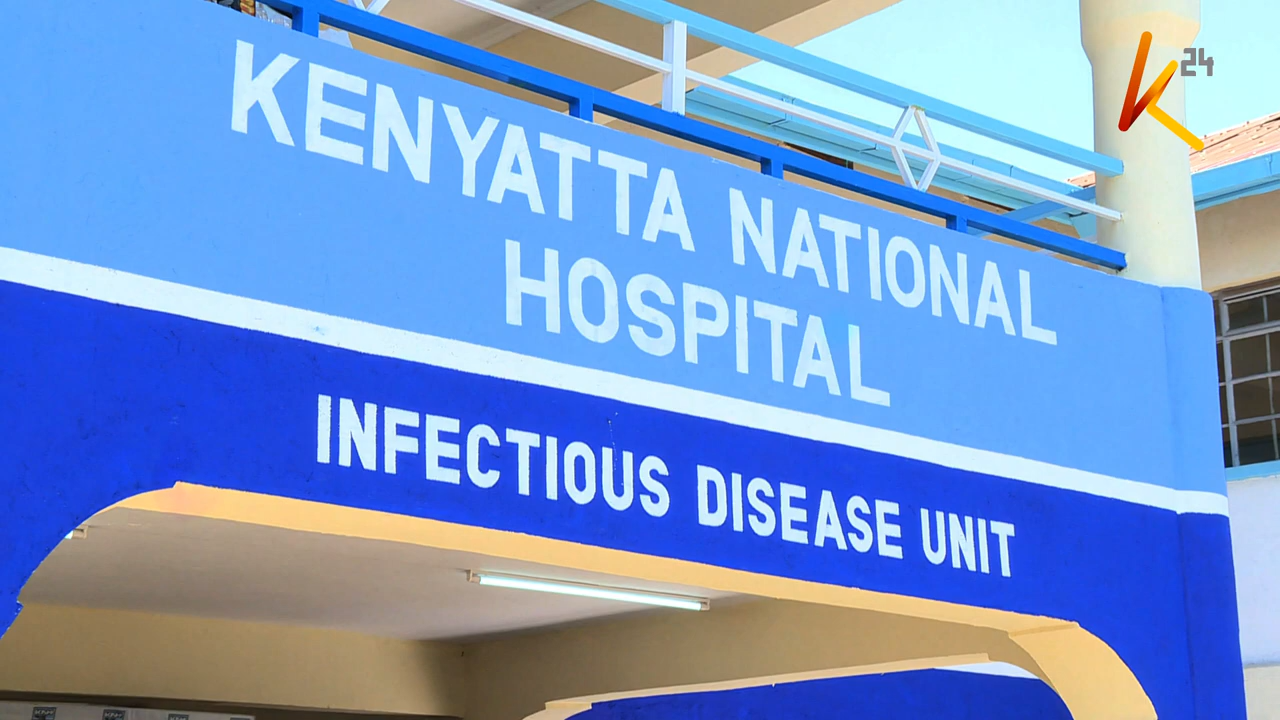 K24
KENYATTA NATIONAL
HOSPITAL
INFECTIOUS DISEASE UNIT